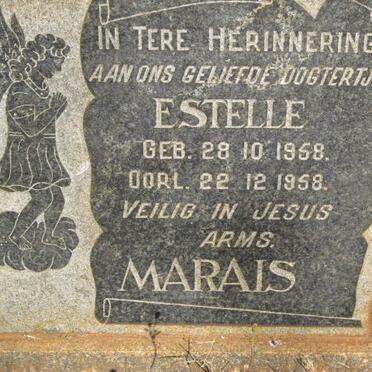 IN TERE HERINNERING
AAN ONS GELIEFDE DOGTERTJ
ESTELLE
GEB. 28 10 1958.
OORL. 22 12 1958.
VEILIG IN JESUS
ARMS.
MARAIS